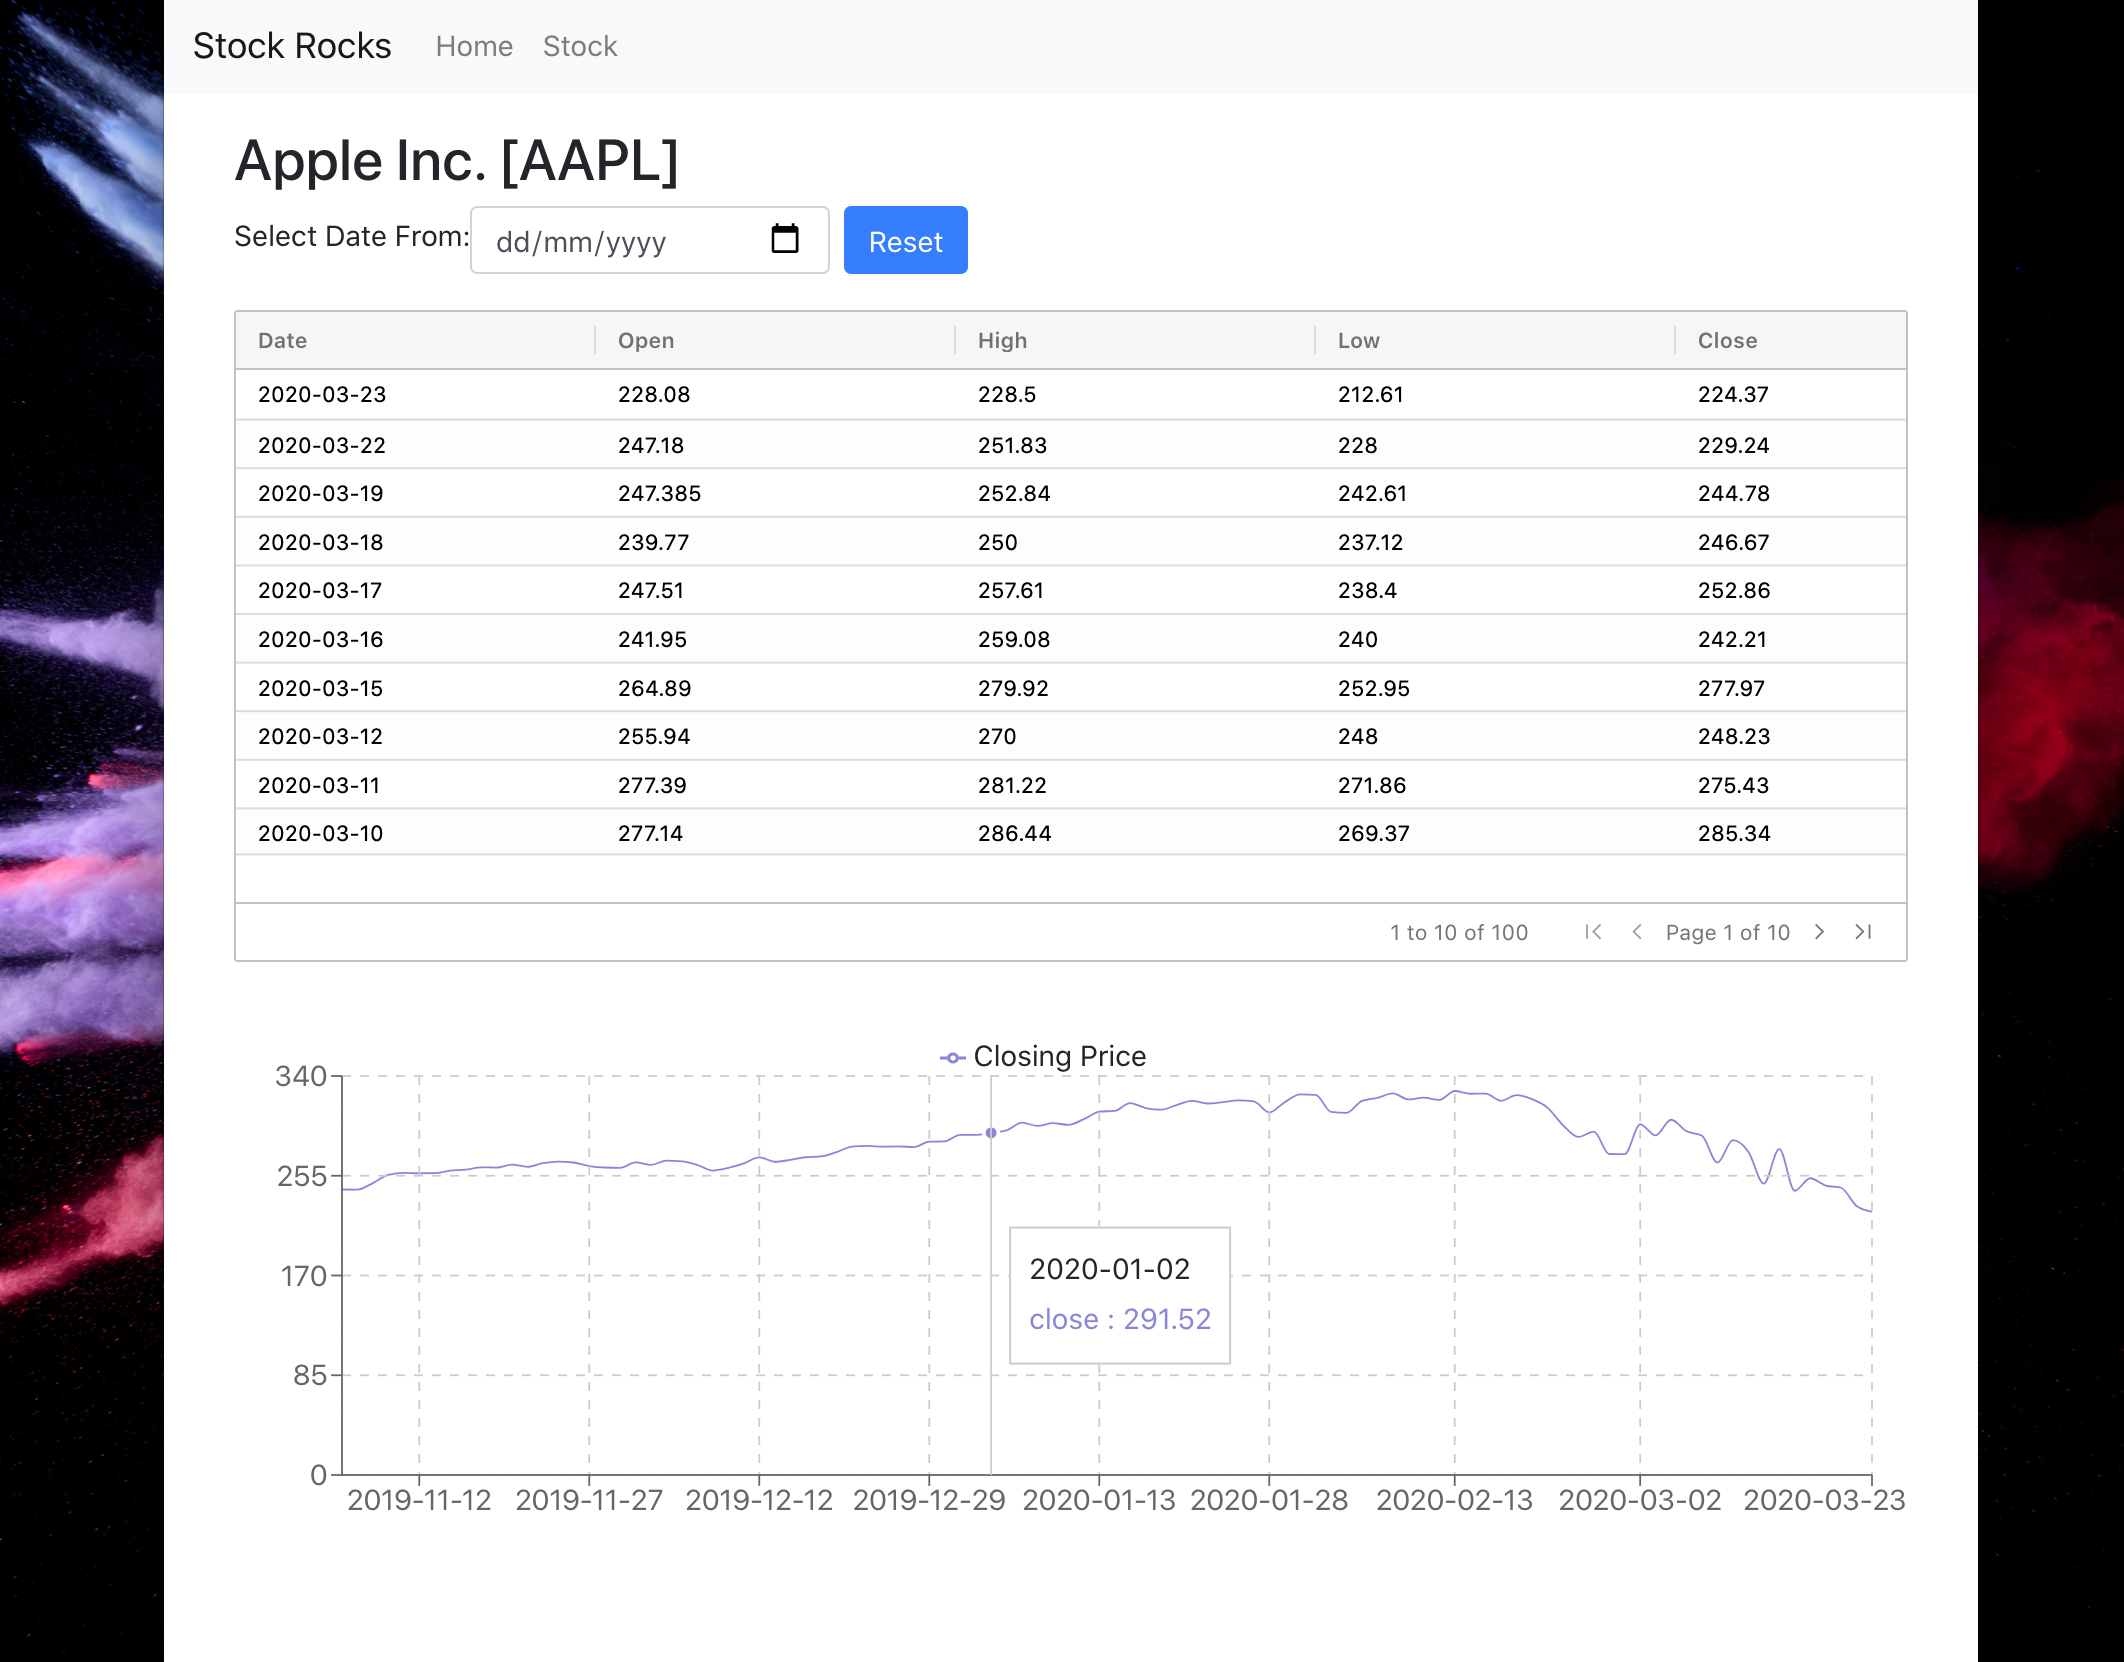 Stock Rocks Home Stock
Apple Inc. [AAPL]
Select Date From: dd/mm/yyyy Reset
Date Open High Low Close
2020-03-23 228.08 228.5 212.61 224.37
2020-03-22 247.18 251.83 228 229.24
2020-03-19 247.385 252.84 242.61 244.78
2020-03-18 239.77 250 237.12 246.67
2020-03-17 247.51 257.61 238.4 252.86
2020-03-16 241.95 259.08 240 242.21
2020-03-15 264.89 279.92 252.95 277.97
2020-03-12 255.94 270 248 248.23
2020-03-11 277.39 281.22 271.86 275.43
2020-03-10 277.14 286.44 269.37 285.34
1 to 10 of 100 Page 1 of 10
Closing Price
340
255
170
85
0
2020-01-02
close : 291.52
2019-11-12 2019-11-27 2019-12-12 2019-12-29 2020-01-13 2020-01-28 2020-02-13 2020-03-02 2020-03-23